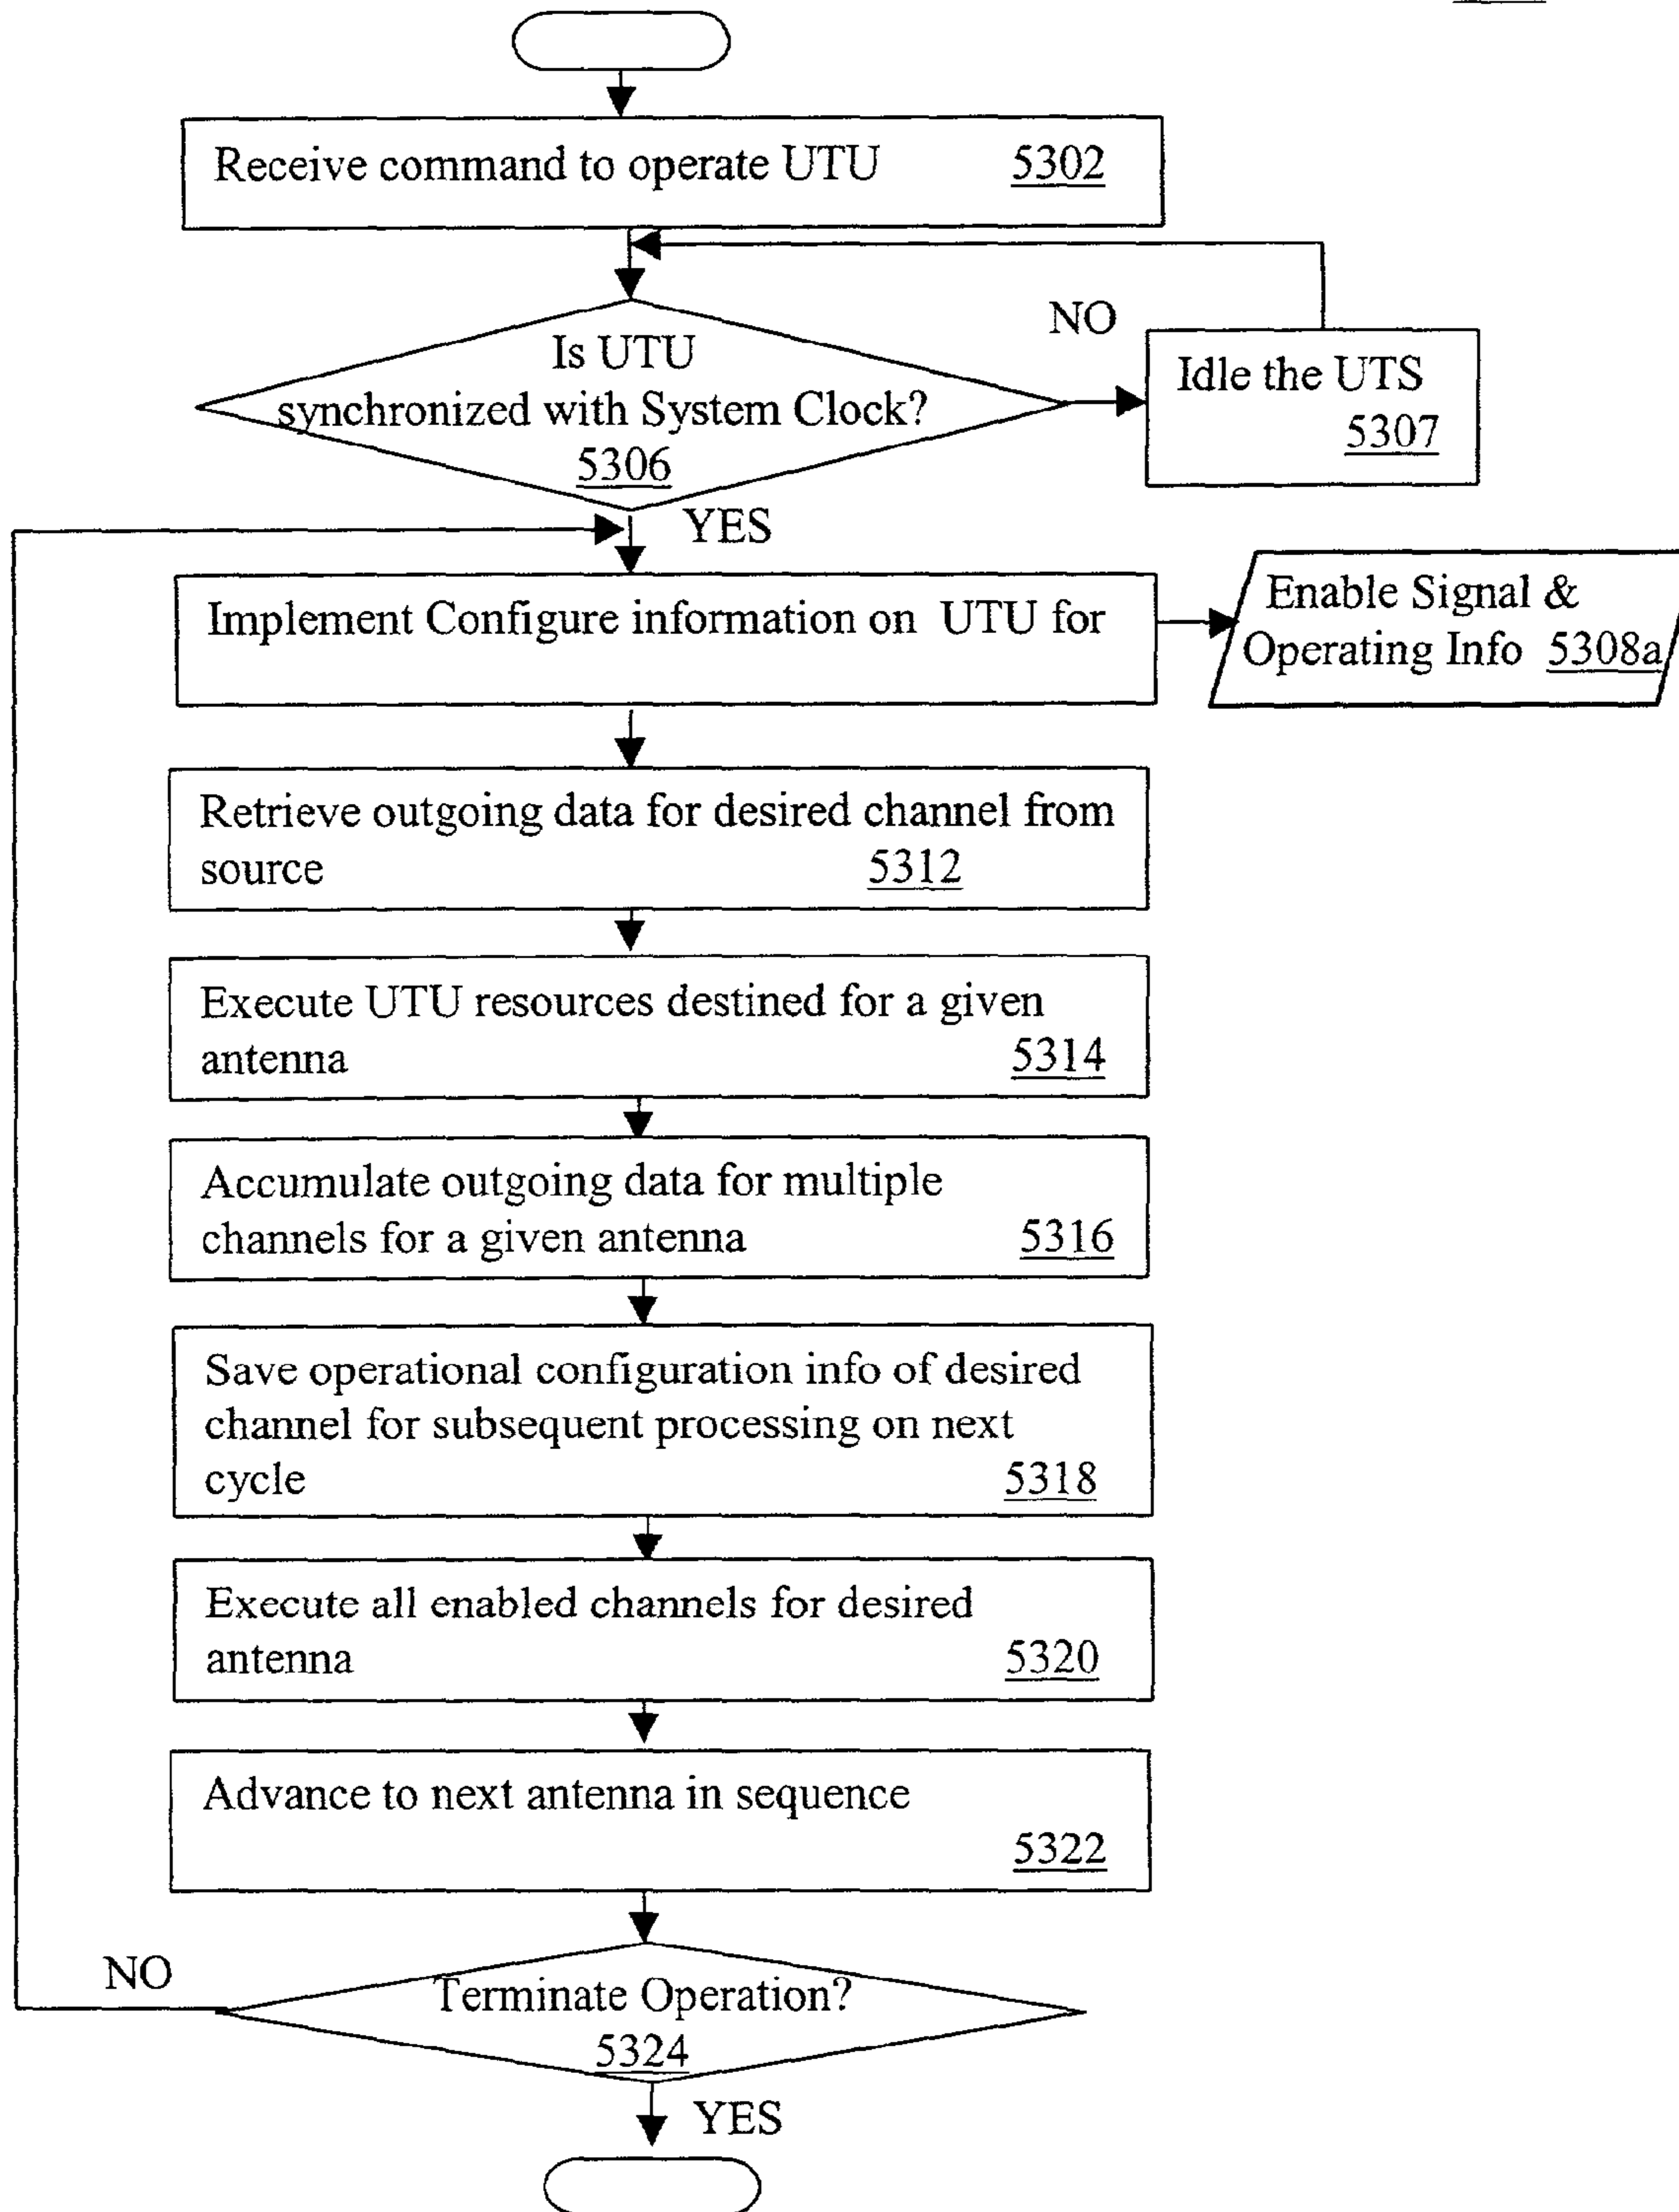 Receive command to operate UTU 5302
NO
Is UTU
synchronized with System Clock?
5306
Idle the UTS
5307
YES
Implement Configure information on UTU for
Enable Signal &
Operating Info 5308a
Retrieve outgoing data for desired channel from
source 5312
Execute UTU resources destined for a given
antenna 5314
Accumulate outgoing data for multiple
channels for a given antenna 5316
Save operational configuration info of desired
channel for subsequent processing on next
cycle 5318
Execute all enabled channels for desired
antenna 5320
Advance to next antenna in sequence
5322
NO
Terminate Operation?
5324
YES